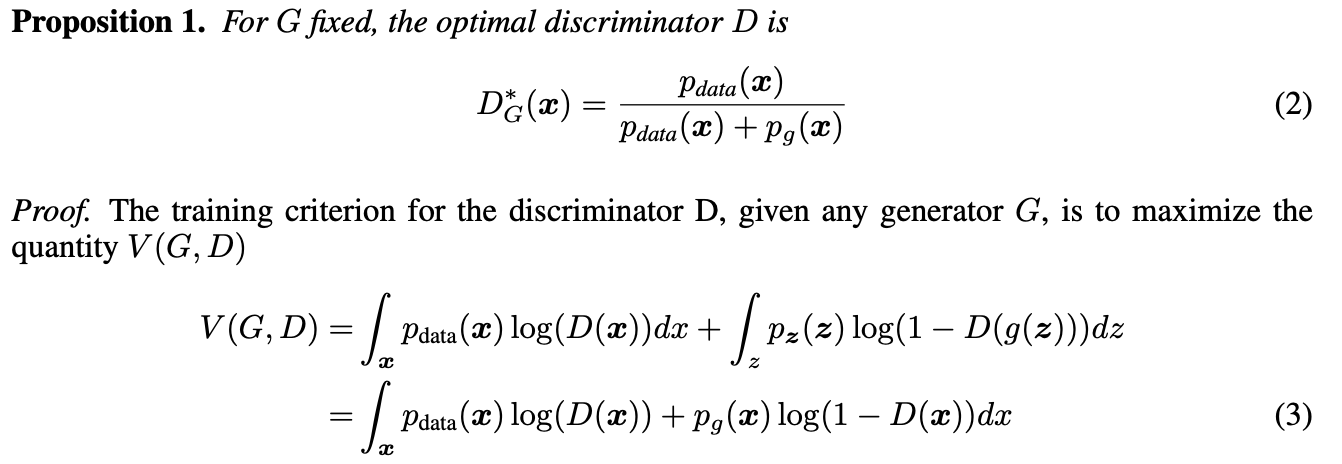 Proposition 1. For G fixed, the optimal discriminator D is
D*_G(x) = p_data(x) / (p_data(x) + p_g(x)) (2)
Proof. The training criterion for the discriminator D, given any generator G, is to maximize the
quantity V(G, D)
V(G, D) = ∫_x p_data(x) log(D(x))dx + ∫_z p_z(z) log(1 − D(g(z)))dz
= ∫_x p_data(x) log(D(x)) + p_g(x) log(1 − D(x))dx (3)